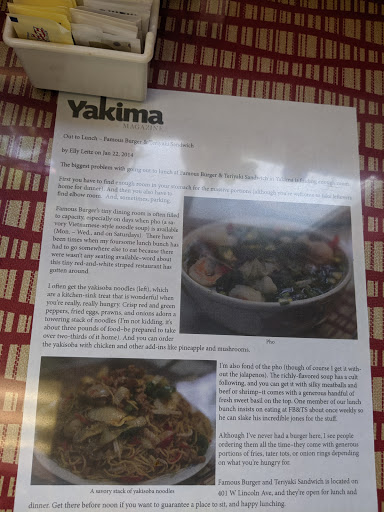 Yakima
MAGAZINE
Out to Lunch – Famous Burger & Teriyaki Sandwich
by Elly Leitz on Jan 22, 2014
The biggest problem with going out to lunch at Famous Burger & Teriyaki Sandwich in Yakima is finding enough room.
First you have to find enough room in your stomach for the massive portions (although you're welcome to take leftovers
home for dinner). And then you also have to
find elbow room. And, sometimes, parking.
Famous Burger's tiny dining room is often filled
to capacity, especially on days when pho (a sa-
vory Vietnamese-style noodle soup) is available
(Mon. – Wed., and on Saturdays). There have
been times when my foursome lunch bunch has
had to go somewhere else to eat because there
were wasn't any seating available–word about
this tiny red-and-white striped restaurant has
gotten around.
Pho
I often get the yakisoba noodles (left), which
are a kitchen-sink treat that is wonderful when
you're really, really hungry. Crisp red and green
peppers, fried eggs, prawns, and onions adorn a
towering stack of noodles (I'm not kidding, it's
about three pounds of food–be prepared to take
over two-thirds of it home). And you can order
the yakisoba with chicken and other add-ins like pineapple and mushrooms.
I'm also fond of the pho (though of course I get it with-
out the jalapenos). The richly-flavored soup has a cult
following, and you can get it with silky meatballs and
beef or shrimp–it comes with a generous handful of
fresh sweet basil on the top. One member of our lunch
bunch insists on eating at FB&TS about once weekly so
he can slake his incredible jones for the stuff.
Although I've never had a burger here, I see people
ordering them all the time–they come with generous
portions of fries, tater tots, or onion rings depending
on what you're hungry for.
A savory stack of yakisoba noodles
Famous Burger and Teriyaki Sandwich is located on
401 W Lincoln Ave, and they're open for lunch and
dinner. Get there before noon if you want to guarantee a place to sit, and happy lunching.